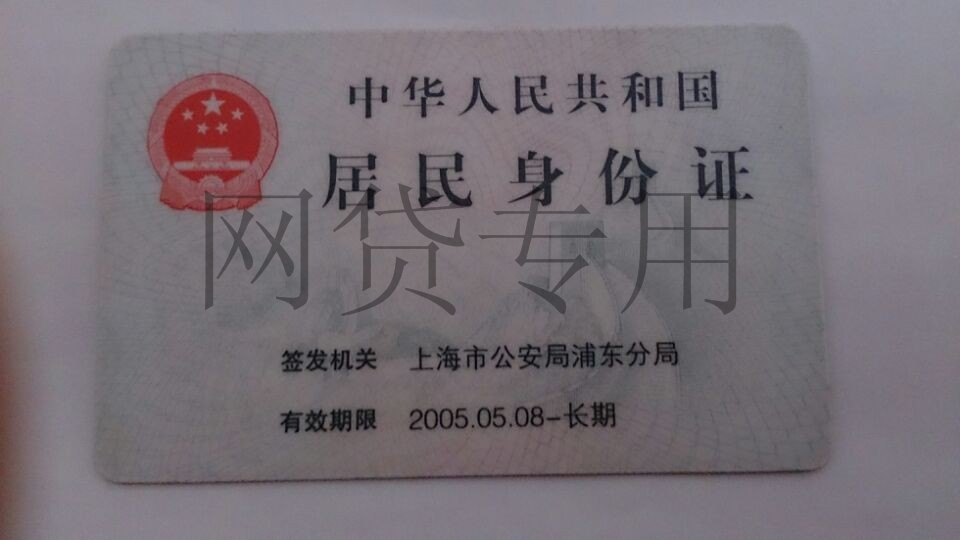 中华人民共和国
居民身份证
网贷专用
签发机关 上海市公安局浦东分局
有效期限 2005.05.08-长期